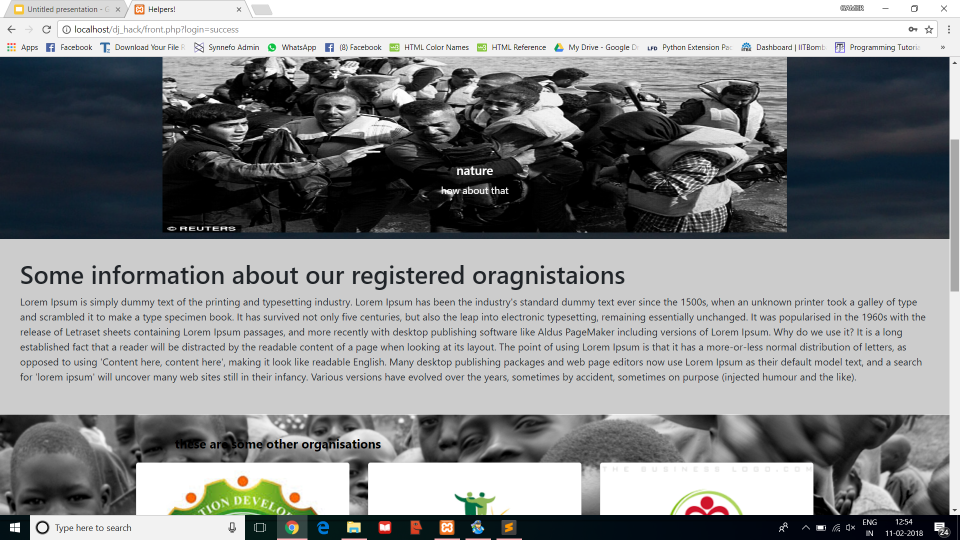 Untitled presentation - G
Helpers!
GAMER
localhost/dj_hack/front.php?login=success
Apps
Facebook
Download Your File R
Synnefo Admin
WhatsApp
(8) Facebook
HTML Color Names
HTML Reference
My Drive - Google D
LFD Python Extension Pac
Dashboard | IITBomb
Programming Tutoria
»
nature
how about that
© REUTERS
Some information about our registered oragnistaions
Lorem Ipsum is simply dummy text of the printing and typesetting industry. Lorem Ipsum has been the industry's standard dummy text ever since the 1500s, when an unknown printer took a galley of type
and scrambled it to make a type specimen book. It has survived not only five centuries, but also the leap into electronic typesetting, remaining essentially unchanged. It was popularised in the 1960s with the
release of Letraset sheets containing Lorem Ipsum passages, and more recently with desktop publishing software like Aldus PageMaker including versions of Lorem Ipsum. Why do we use it? It is a long
established fact that a reader will be distracted by the readable content of a page when looking at its layout. The point of using Lorem Ipsum is that it has a more-or-less normal distribution of letters, as
opposed to using 'Content here, content here', making it look like readable English. Many desktop publishing packages and web page editors now use Lorem Ipsum as their default model text, and a search
for 'lorem ipsum' will uncover many web sites still in their infancy. Various versions have evolved over the years, sometimes by accident, sometimes on purpose (injected humour and the like).
these are some other organisations
THE BUSINESS LOGO.COM
TION DEVELO
Type here to search
ENG
IN
12:54
11-02-2018
24